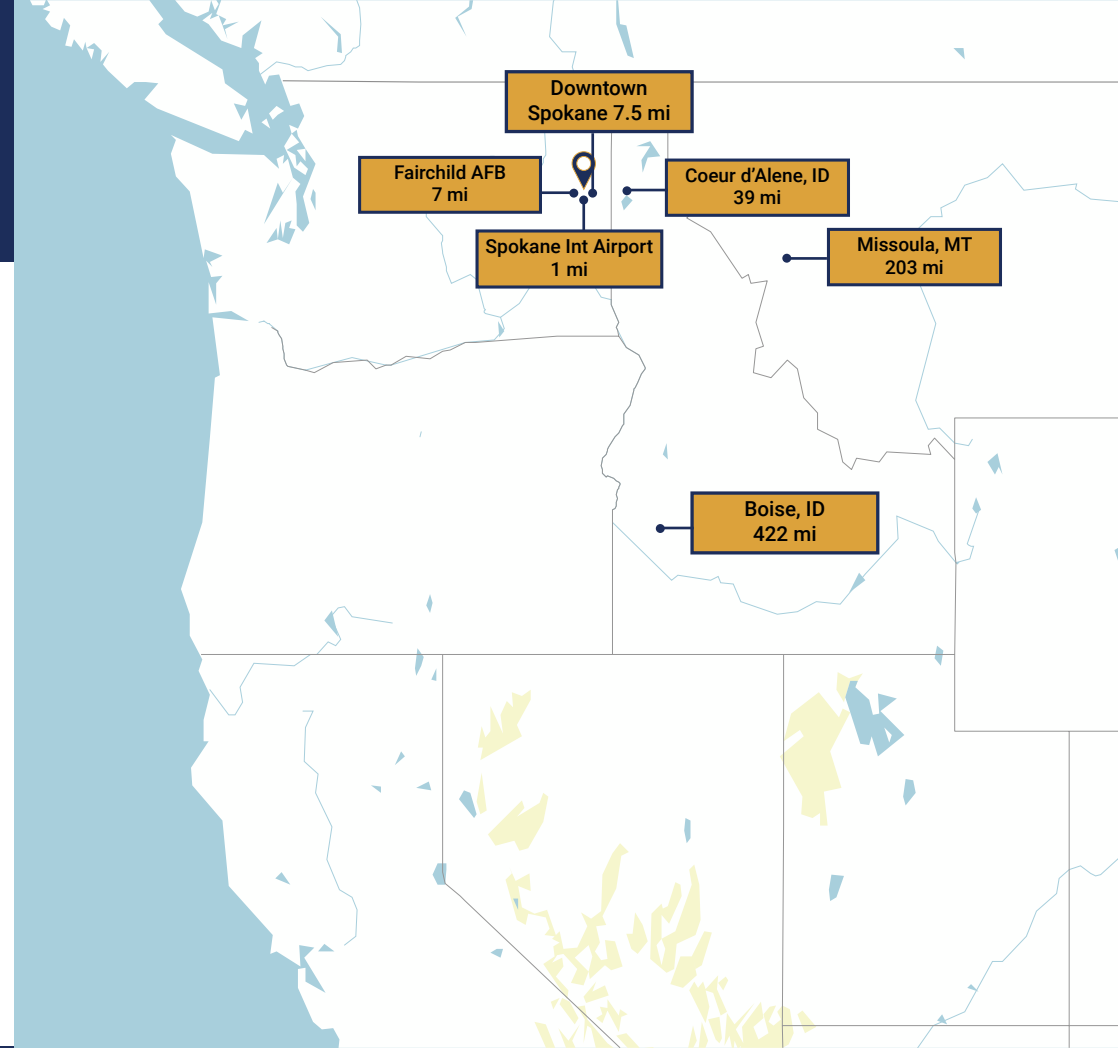 Downtown
Spokane 7.5 mi
Fairchild AFB
7 mi
Coeur d’Alene, ID
39 mi
Spokane Int Airport
1 mi
Missoula, MT
203 mi
Boise, ID
422 mi